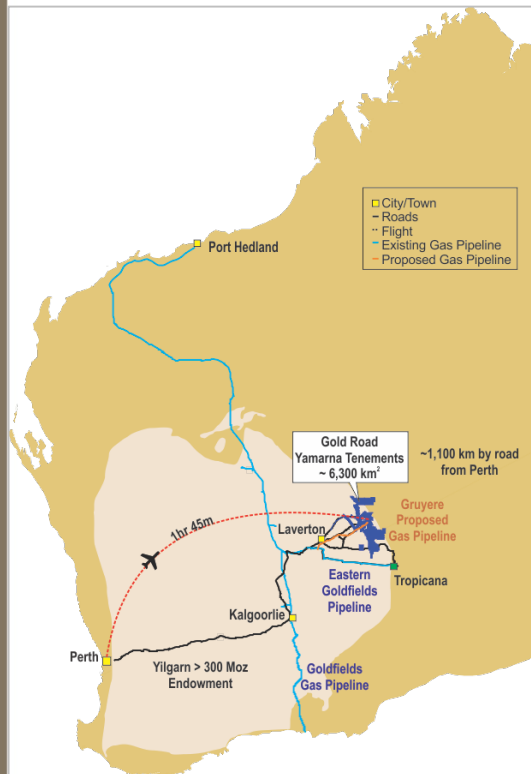 City/Town
Roads
Flight
Existing Gas Pipeline
Proposed Gas Pipeline
Port Hedland
Gold Road
Yamarna Tenements
~ 6,300 km²
~1,100 km by road
from Perth
1hr 45m
Gruyere
Proposed
Gas Pipeline
Laverton
Eastern
Goldfields
Pipeline
Tropicana
Kalgoorlie
Perth
Yilgarn > 300 Moz
Endowment
Goldfields
Gas Pipeline